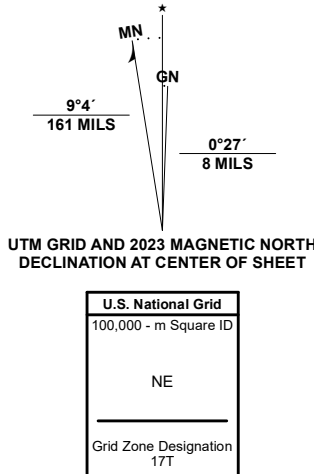 ★
MN
GN
9°4´
161 MILS
0°27´
8 MILS
UTM GRID AND 2023 MAGNETIC NORTH
DECLINATION AT CENTER OF SHEET
U.S. National Grid
100,000 - m Square ID
NE
Grid Zone Designation
17T